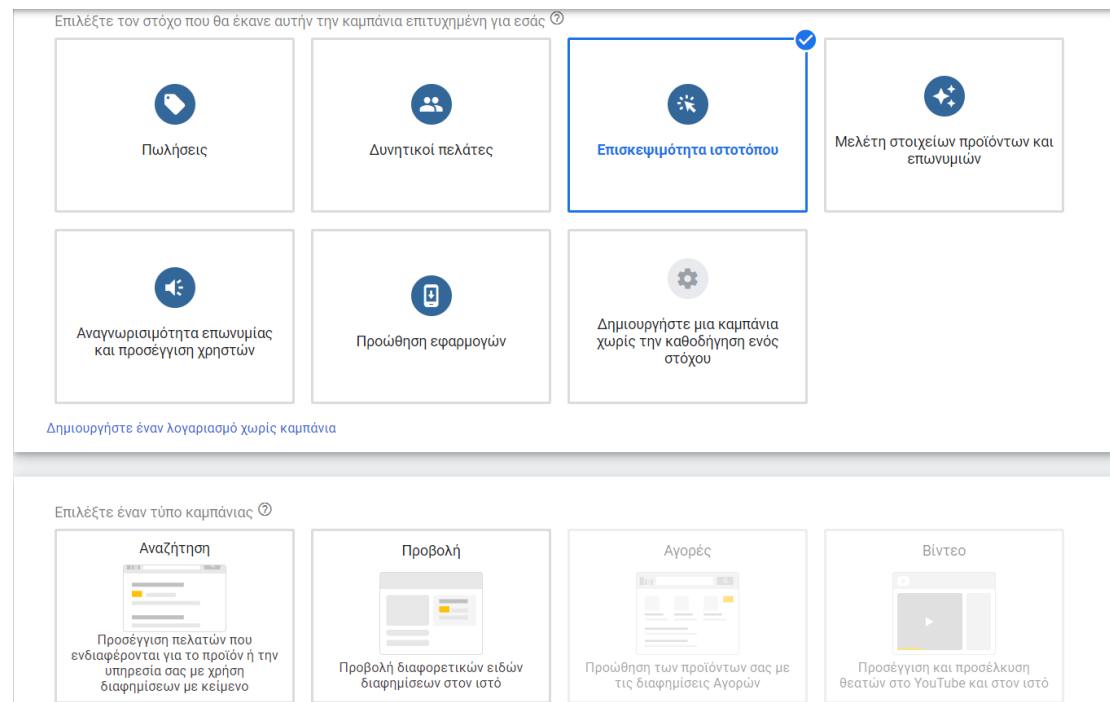 Επιλέξτε τον στόχο που θα έκανε αυτήν την καμπάνια επιτυχημένη για εσάς
Πωλήσεις
Δυνητικοί πελάτες
Επισκεψιμότητα ιστοτόπου
Μελέτη στοιχείων προϊόντων και
επωνυμιών
Αναγνωρισιμότητα επωνυμίας
και προσέγγιση χρηστών
Προώθηση εφαρμογών
Δημιουργήστε μια καμπάνια
χωρίς την καθοδήγηση ενός
στόχου
Δημιουργήστε έναν λογαριασμό χωρίς καμπάνια
Επιλέξτε έναν τύπο καμπάνιας
Αναζήτηση
Προσέγγιση πελατών που
ενδιαφέρονται για το προϊόν ή την
υπηρεσία σας με χρήση
διαφημίσεων με κείμενο
Προβολή
Προβολή διαφορετικών ειδών
διαφημίσεων στον ιστό
Αγορές
Προώθηση των προϊόντων σας με
τις διαφημίσεις Αγορών
Βίντεο
Προσέγγιση και προσέλκυση
θεατών στο YouTube και στον ιστό